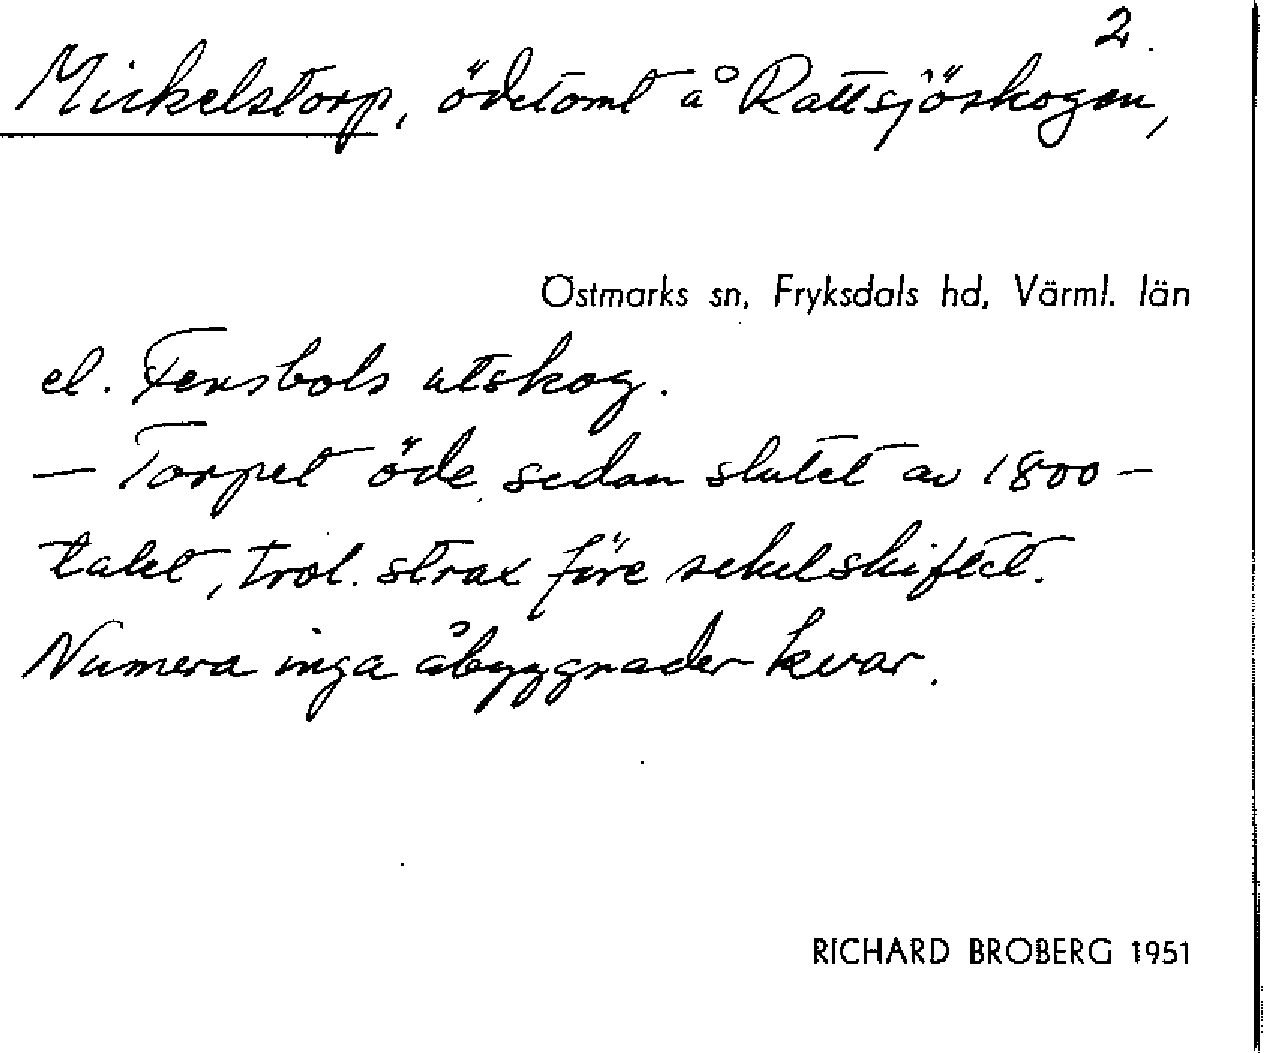 2.
Mickelstorp, ödetomt å Rattsjöskogen,
Östmarks sn, Fryksdals hd, Värml. län
el. Fensbols utskog.
— Torpet öde sedan slutet av 1800-
talet, trol. strax före sekelskiftet.
Numera inga åbyggnader kvar.
RICHARD BROBERG 1951